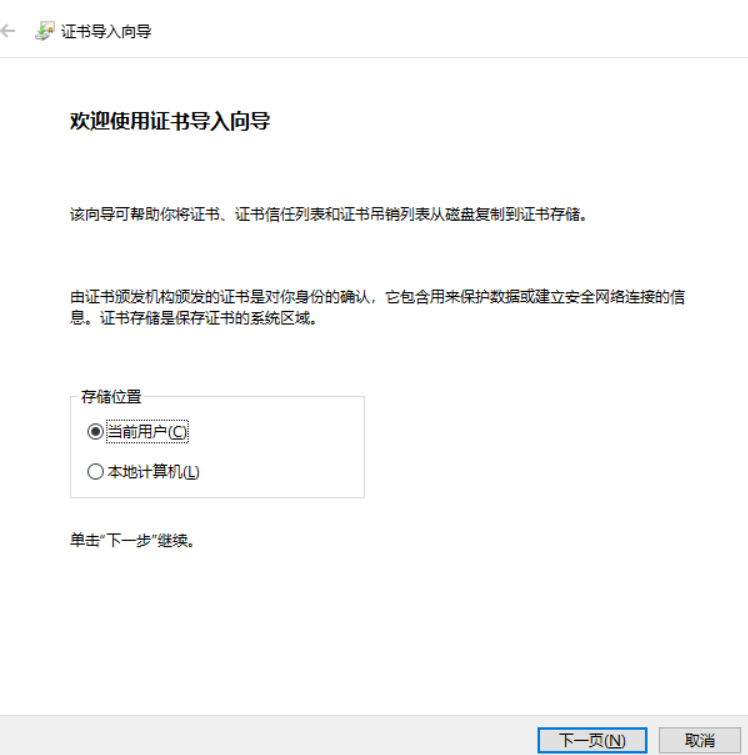 证书导入向导
欢迎使用证书导入向导
该向导可帮助你将证书、证书信任列表和证书吊销列表从磁盘复制到证书存储。
由证书颁发机构颁发的证书是对你身份的确认，它包含用来保护数据或建立安全网络连接的信
息。证书存储是保存证书的系统区域。
存储位置
当前用户(C)
本地计算机(L)
单击“下一步”继续。
下一页(N) 取消